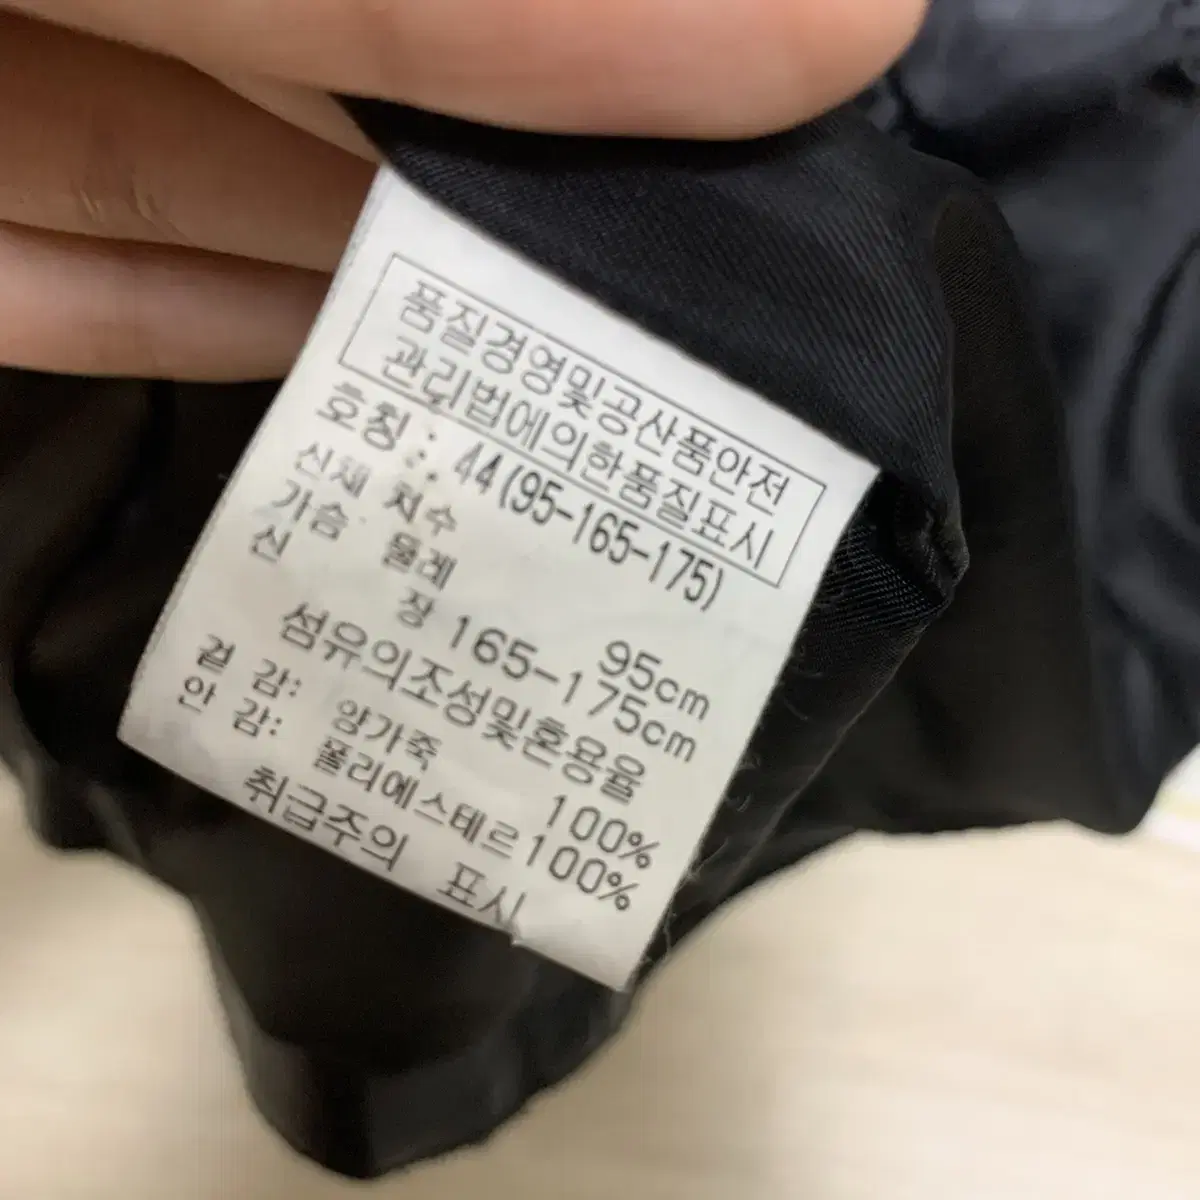 품질경영및공산품안전
관리법에의한품질표시
호칭 : 44(95-165-175)
신체 치수 :
가슴 둘레 95cm
신 장 165-175cm
섬유의조성및혼용율
겉 감: 양가죽 100%
안 감: 폴리에스테르 100%
취급주의 표시